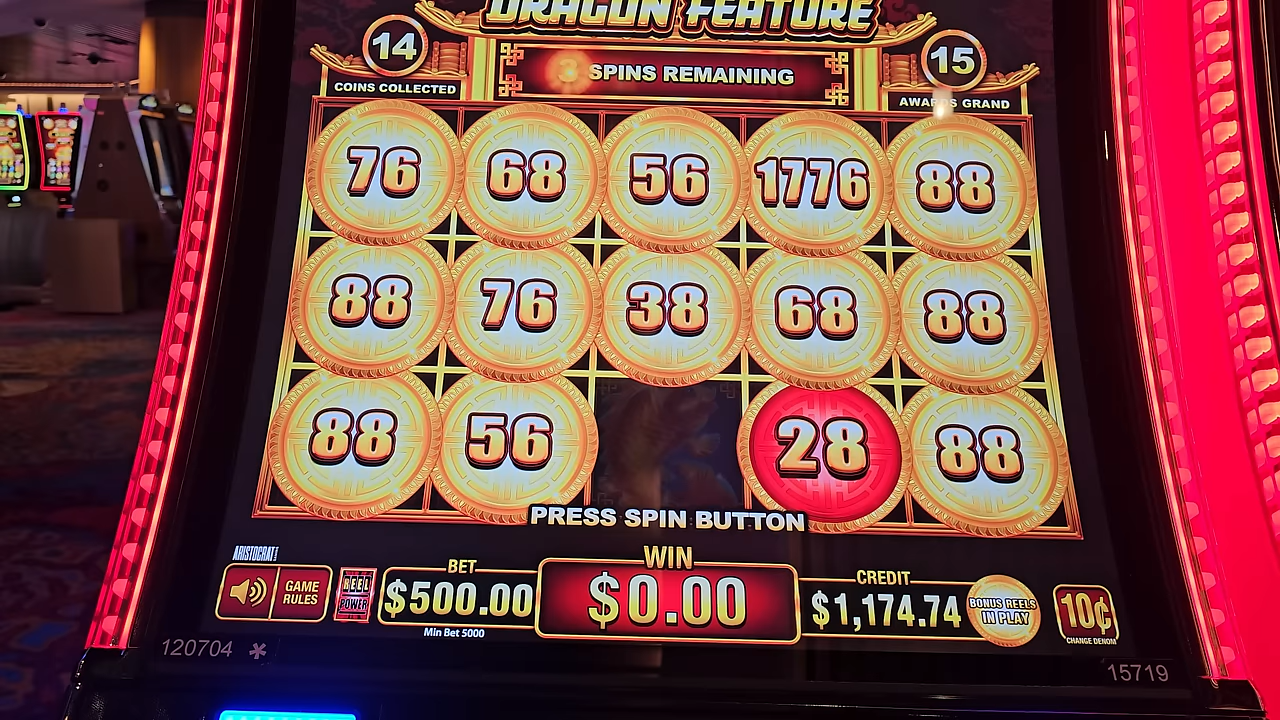 DRAGON FEATURE
14
COINS COLLECTED
3 SPINS REMAINING
15
AWARDS GRAND
76 68 56 1776 88
88 76 38 68 88
88 56 28 88
PRESS SPIN BUTTON
ARISTOCRAT
GAME RULES
REEL POWER
BET
$500.00
Min Bet 5000
WIN
$0.00
CREDIT
$1,174.74
BONUS REELS IN PLAY
10¢
CHANGE DENOM
120704 *
15719